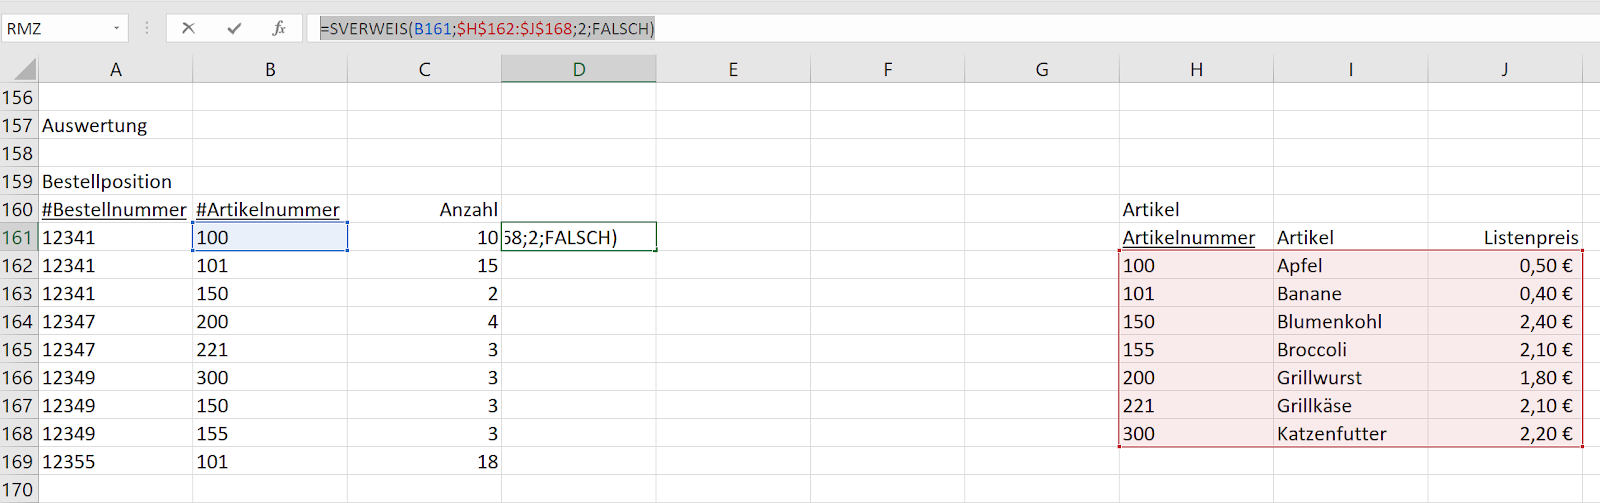 RMZ =SVERWEIS(B161;$H$162:$J$168;2;FALSCH)
A B C D E F G H I J
156
157 Auswertung
158
159 Bestellposition
160 #Bestellnummer #Artikelnummer Anzahl Artikel
161 12341 100 10 58;2;FALSCH) Artikelnummer Artikel Listenpreis
162 12341 101 15 100 Apfel 0,50 €
163 12341 150 2 101 Banane 0,40 €
164 12347 200 4 150 Blumenkohl 2,40 €
165 12347 221 3 155 Broccoli 2,10 €
166 12349 300 3 200 Grillwurst 1,80 €
167 12349 150 3 221 Grillkäse 2,10 €
168 12349 155 3 300 Katzenfutter 2,20 €
169 12355 101 18
170